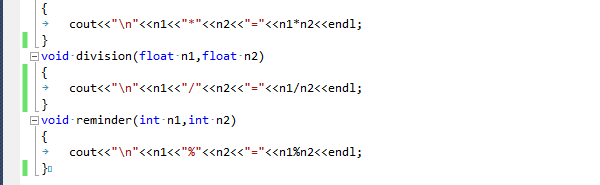 {
cout<<"\n"<<n1<<"*"<<n2<<"="<<n1*n2<<endl;
}
void division(float n1,float n2)
{
cout<<"\n"<<n1<<"/"<<n2<<"="<<n1/n2<<endl;
}
void reminder(int n1,int n2)
{
cout<<"\n"<<n1<<"%"<<n2<<"="<<n1%n2<<endl;
}